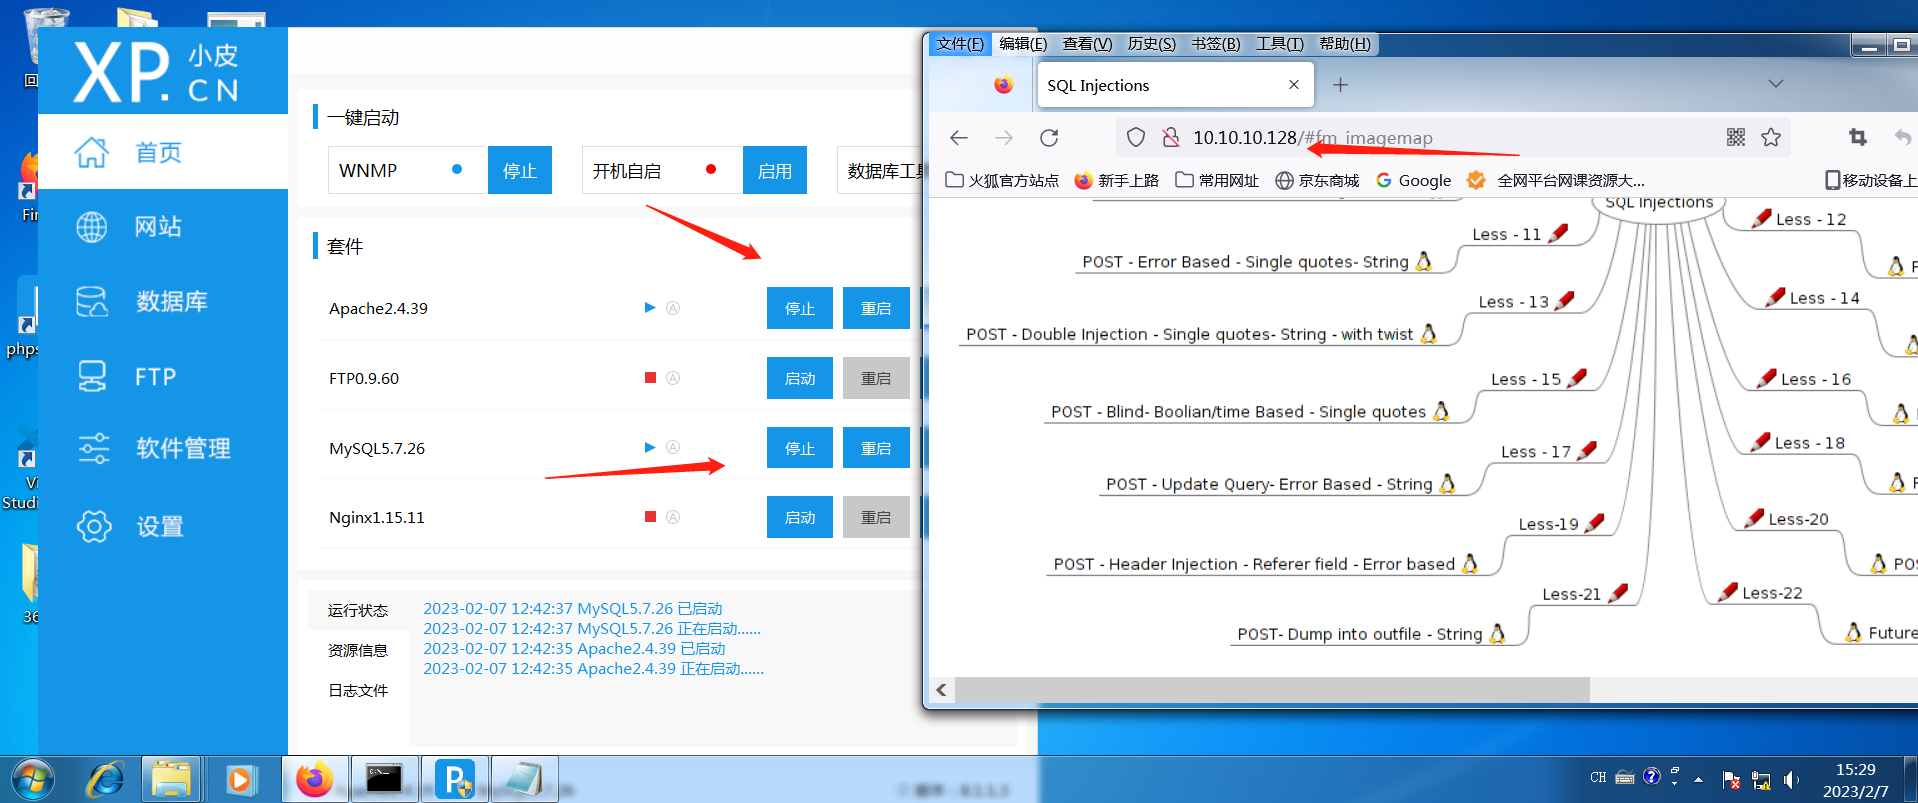 回
Fir
phps
Vi
Studio
36
XP.CN 小皮
首页
网站
数据库
FTP
软件管理
设置
一键启动
WNMP 停止
开机自启 启用
数据库工具
套件
Apache2.4.39 停止 重启
FTP0.9.60 启动 重启
MySQL5.7.26 停止 重启
Nginx1.15.11 启动 重启
运行状态
资源信息
日志文件
2023-02-07 12:42:37 MySQL5.7.26 已启动
2023-02-07 12:42:37 MySQL5.7.26 正在启动......
2023-02-07 12:42:35 Apache2.4.39 已启动
2023-02-07 12:42:35 Apache2.4.39 正在启动......
文件(F) 编辑(E) 查看(V) 历史(S) 书签(B) 工具(T) 帮助(H)
SQL Injections
10.10.10.128/#fm_imagemap
火狐官方站点 新手上路 常用网址 京东商城 Google 全网平台网课资源大... 移动设备上
SQL Injections
Less - 11
POST - Error Based - Single quotes- String
Less - 13
POST - Double Injection - Single quotes- String - with twist
Less - 15
POST - Blind- Boolian/time Based - Single quotes
Less - 17
POST - Update Query- Error Based - String
Less-19
POST - Header Injection - Referer field - Error based
Less-21
POST- Dump into outfile - String
Less - 12
Less - 14
Less - 16
Less - 18
Less-20
POS
Less-22
Future
CH
15:29
2023/2/7